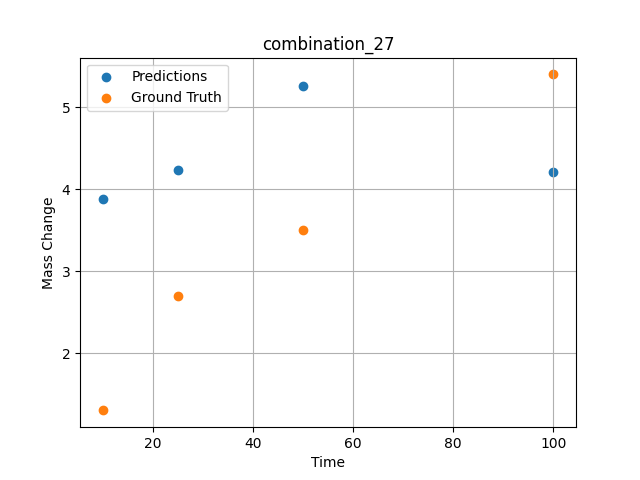 combination_27
Predictions
Ground Truth
5
4
3
2
Mass Change
20 40 60 80 100
Time